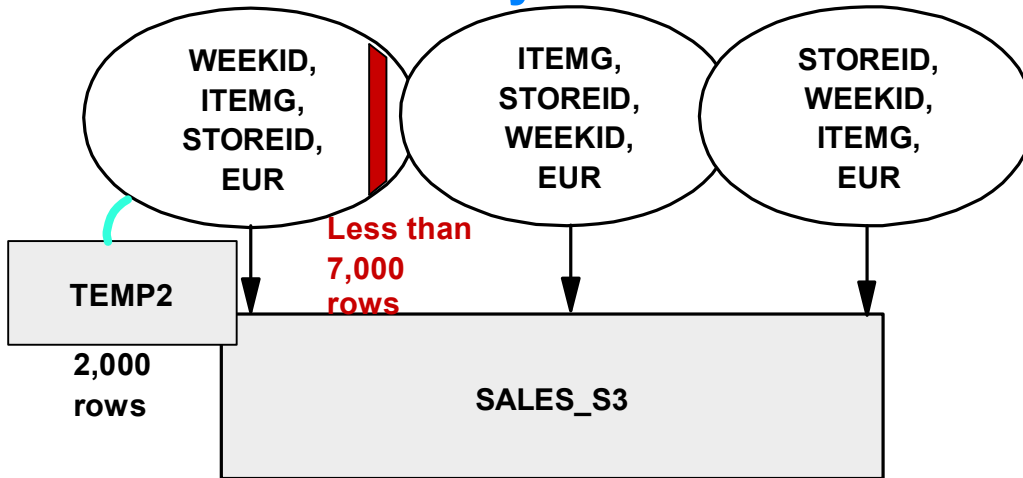 WEEKID,
ITEMG,
STOREID,
EUR
ITEMG,
STOREID,
WEEKID,
EUR
STOREID,
WEEKID,
ITEMG,
EUR
Less than
7,000
rows
TEMP2
2,000
rows
SALES_S3